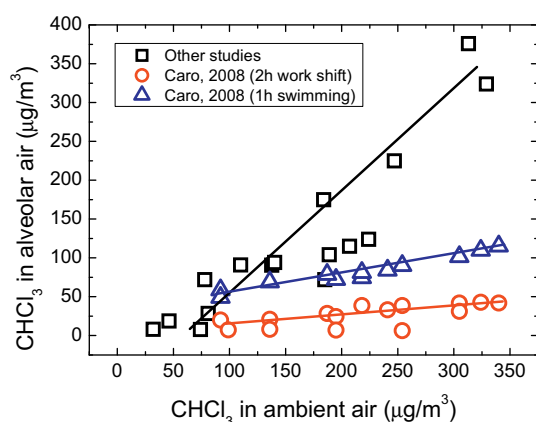 400
350
300
250
200
150
100
50
0
CHCl₃ in alveolar air (μg/m³)
Other studies
Caro, 2008 (2h work shift)
Caro, 2008 (1h swimming)
0 50 100 150 200 250 300 350
CHCl₃ in ambient air (μg/m³)